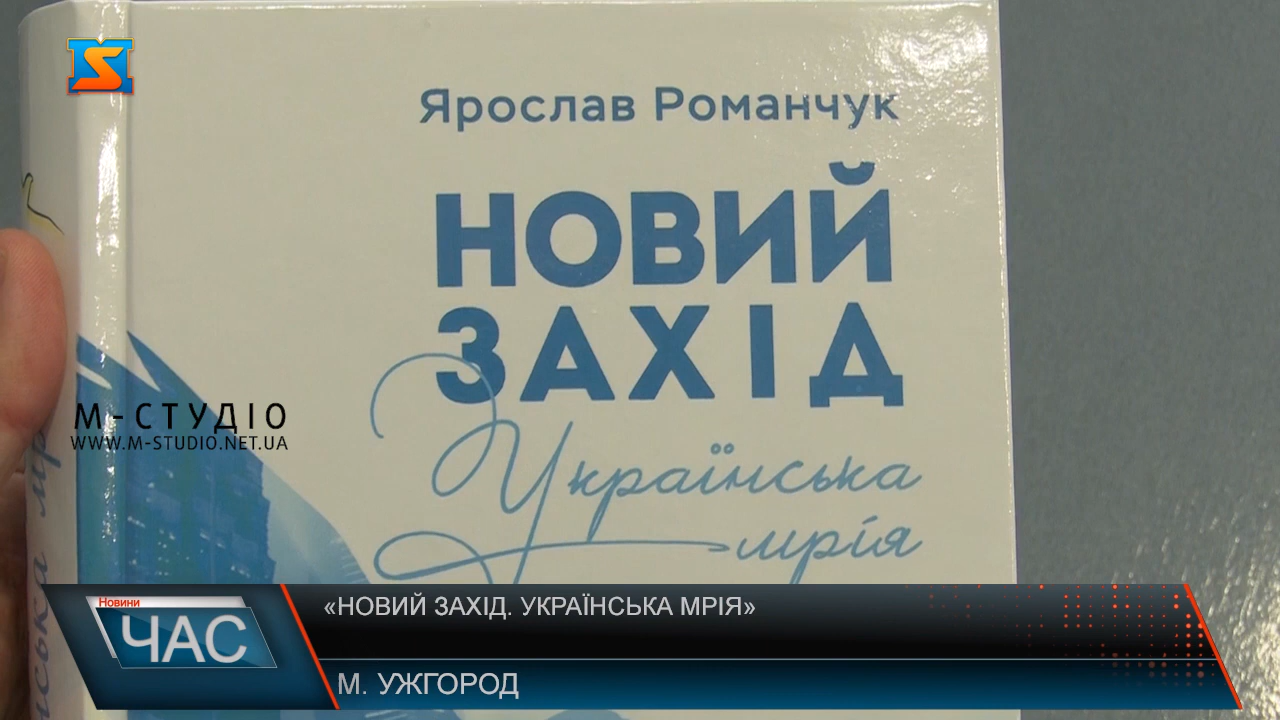 Ярослав Романчук
НОВИЙ
ЗАХІД
Українська
мрія
М-СТУДІО
WWW.M-STUDIO.NET.UA
Новини
ЧАС
«НОВИЙ ЗАХІД. УКРАЇНСЬКА МРІЯ»
М. УЖГОРОД